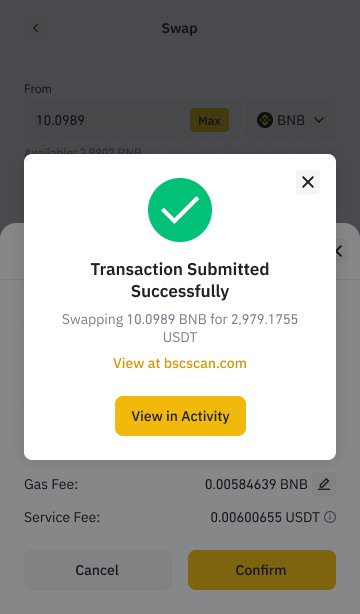 Swap
From
10.0989 Max BNB
Available: 2.9807 BNB
Transaction Submitted
Successfully
Swapping 10.0989 BNB for 2,979.1755
USDT
View at bscscan.com
View in Activity
Gas Fee: 0.00584639 BNB
Service Fee: 0.00600655 USDT
Cancel Confirm